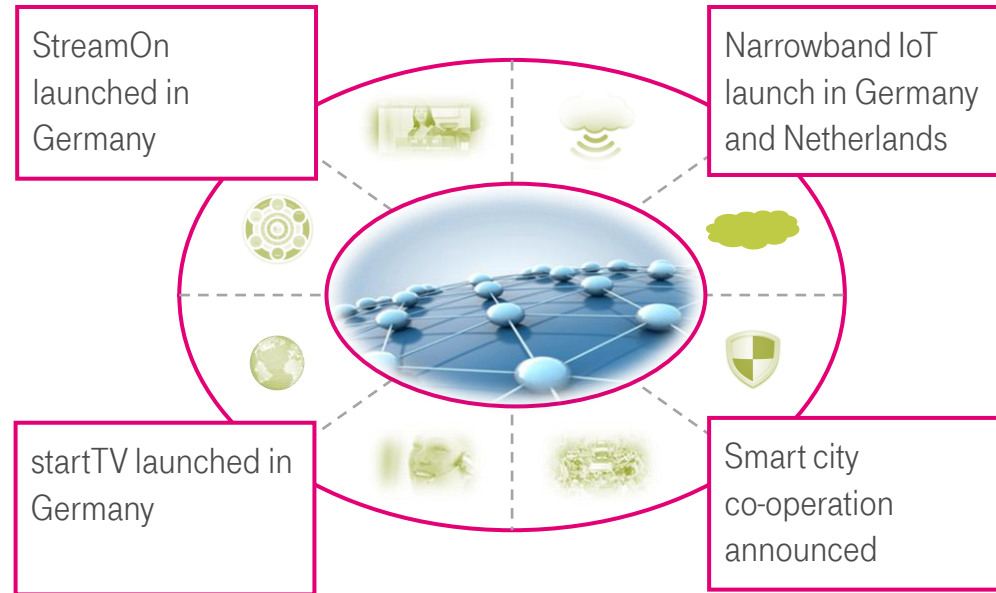 StreamOn
launched in
Germany
Narrowband IoT
launch in Germany
and Netherlands
startTV launched in
Germany
Smart city
co-operation
announced